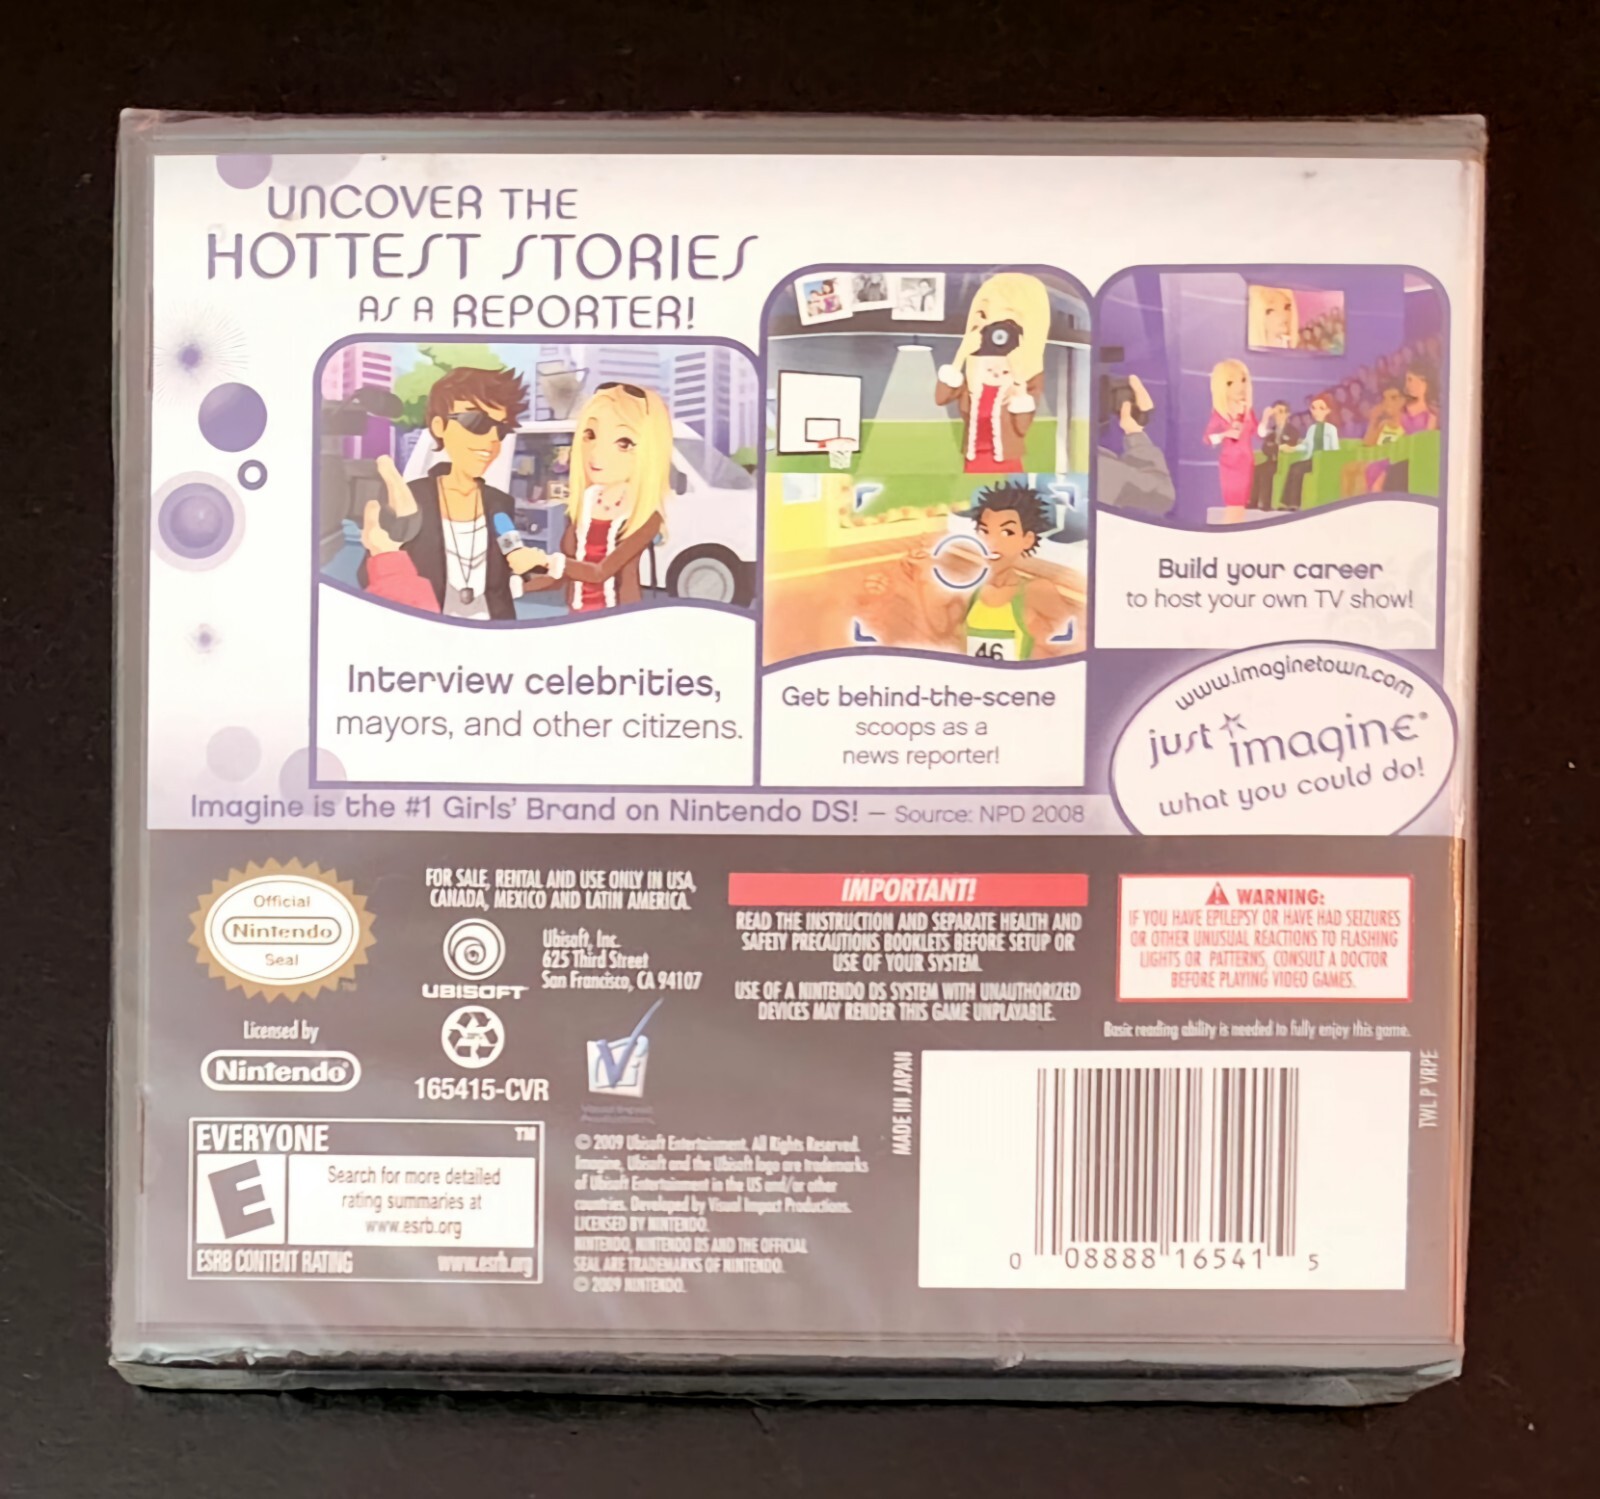 UNCOVER THE
HOTTEST STORIES
AS A REPORTER!
Interview celebrities,
mayors, and other citizens.
46
Get behind-the-scene
scoops as a
news reporter!
Build your career
to host your own TV show!
www.imaginetown.com
just imagine®
what you could do!
Imagine is the #1 Girls' Brand on Nintendo DS! – Source: NPD 2008
Official
Nintendo
Seal
TM
Licensed by
Nintendo®
FOR SALE, RENTAL AND USE ONLY IN USA,
CANADA, MEXICO AND LATIN AMERICA.
UBISOFT™
Ubisoft, Inc.
625 Third Street
San Francisco, CA 94107
165415-CVR
Vi
EVERYONE ™
E
Search for more detailed
rating summaries at
www.esrb.org
ESRB CONTENT RATING www.esrb.org
© 2009 Ubisoft Entertainment. All Rights Reserved.
Imagine, Ubisoft and the Ubisoft logo are trademarks
of Ubisoft Entertainment in the US and/or other
countries. Developed by Visual Impact Productions.
LICENSED BY NINTENDO.
NINTENDO, NINTENDO DS AND THE OFFICIAL
SEAL ARE TRADEMARKS OF NINTENDO.
© 2009 NINTENDO.
IMPORTANT!
READ THE INSTRUCTION AND SEPARATE HEALTH AND
SAFETY PRECAUTIONS BOOKLETS BEFORE SETUP OR
USE OF YOUR SYSTEM.
USE OF A NINTENDO DS SYSTEM WITH UNAUTHORIZED
DEVICES MAY RENDER THIS GAME UNPLAYABLE.
WARNING:
IF YOU HAVE EPILEPSY OR HAVE HAD SEIZURES
OR OTHER UNUSUAL REACTIONS TO FLASHING
LIGHTS OR PATTERNS, CONSULT A DOCTOR
BEFORE PLAYING VIDEO GAMES.
Basic reading ability is needed to fully enjoy this game.
MADE IN JAPAN
TWL P VRPE
0 08888 16541 5